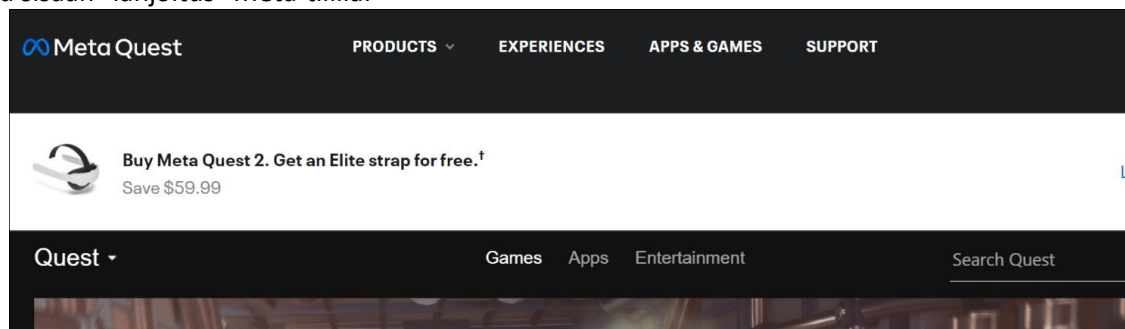 Meta Quest
PRODUCTS EXPERIENCES APPS & GAMES SUPPORT
Buy Meta Quest 2. Get an Elite strap for free.†
Save $59.99
Quest Games Apps Entertainment Search Quest